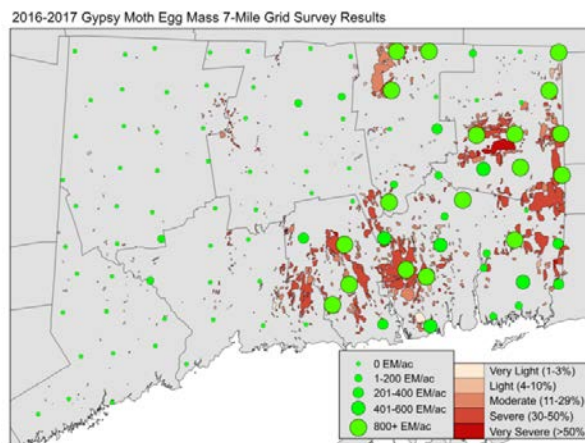 2016-2017 Gypsy Moth Egg Mass 7-Mile Grid Survey Results
0 EM/ac
1-200 EM/ac
201-400 EM/ac
401-600 EM/ac
800+ EM/ac
Very Light (1-3%)
Light (4-10%)
Moderate (11-29%)
Severe (30-50%)
Very Severe (>50%)